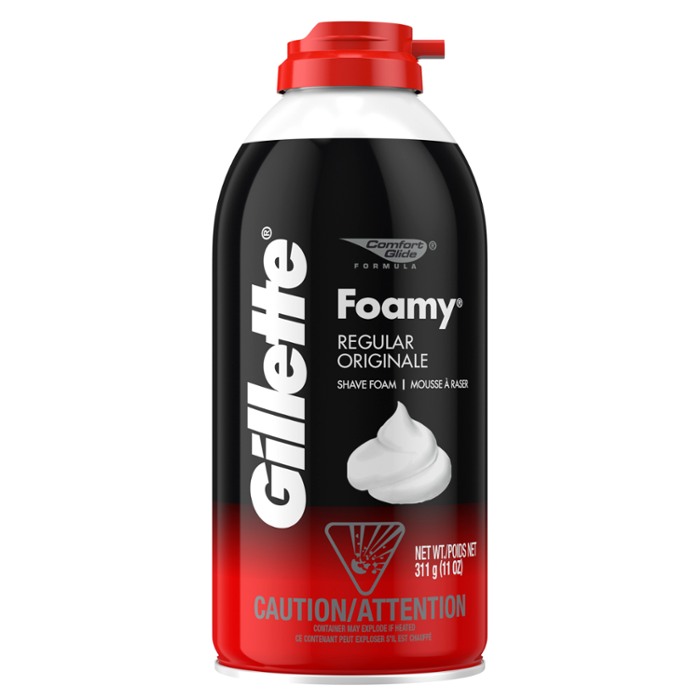 Gillette®
Comfort
Glide®
FORMULA
Foamy®
REGULAR
ORIGINALE
SHAVE FOAM | MOUSSE À RASER
NET WT./POIDS NET
311 g (11 OZ)
CAUTION/ATTENTION
CONTAINER MAY EXPLODE IF HEATED
CE CONTENANT PEUT EXPLOSER S'IL EST CHAUFFÉ